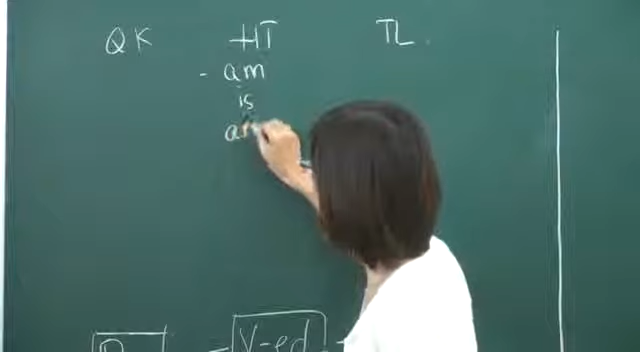 QK HT TL.
- am
is
a
- V-ed